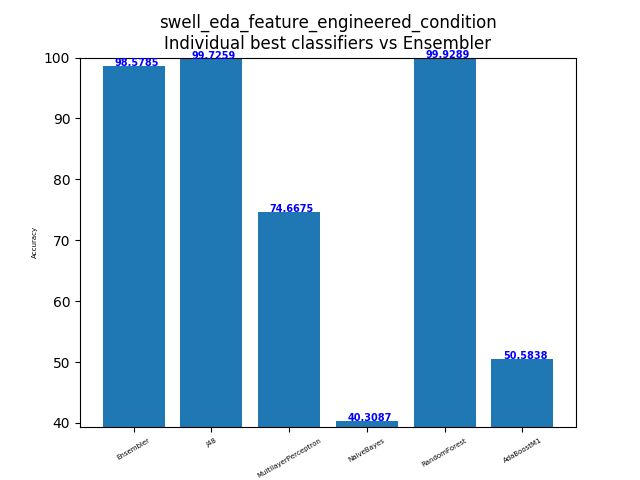 swell_eda_feature_engineered_condition
Individual best classifiers vs Ensembler
100
90
80
70
60
50
40
Accuracy
98.5785
99.7259
74.6675
40.3087
99.9289
50.5838
Ensembler
J48
MultilayerPerceptron
NaiveBayes
RandomForest
AdaBoostM1